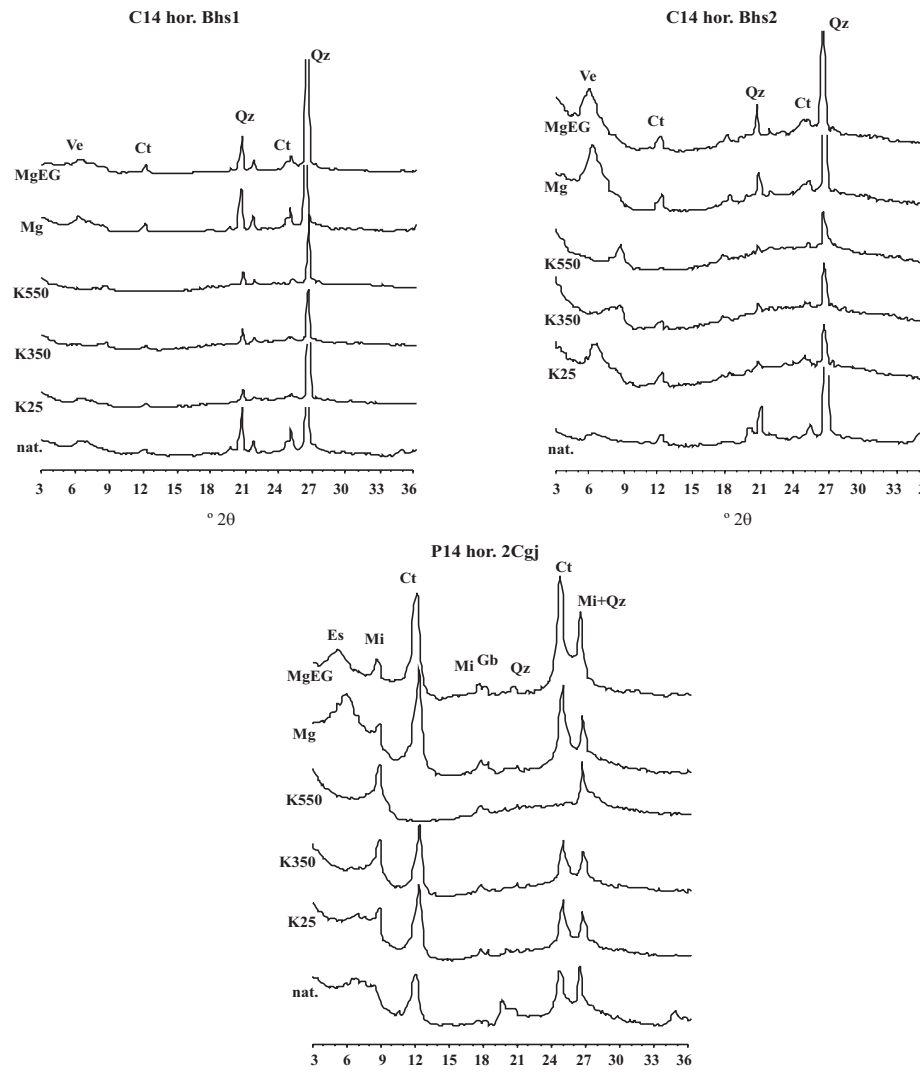 C14 hor. Bhs1
Qz
Ve
Ct
Qz
Ct
MgEG
Mg
K550
K350
K25
nat.
3 6 9 12 15 18 21 24 27 30 33 36
° 2θ
C14 hor. Bhs2
Qz
Ve
Qz
Ct
Ct
MgEG
Mg
K550
K350
K25
nat.
3 6 9 12 15 18 21 24 27 30 33
° 2θ
P14 hor. 2Cgj
Ct
Ct
Mi+Qz
Es
Mi
Mi Gb
Qz
MgEG
Mg
K550
K350
K25
nat.
3 6 9 12 15 18 21 24 27 30 33 36